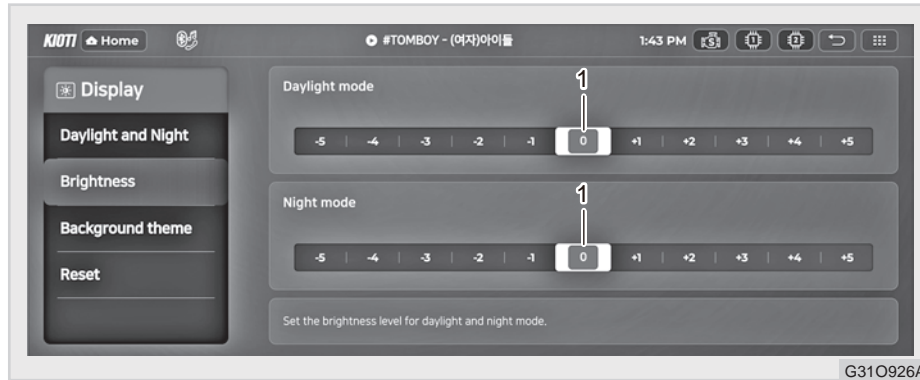 KIOTI Home #TOMBOY - (여자)아이들 1:43 PM S 1 2
Display
Daylight and Night
Brightness
Background theme
Reset
Daylight mode
1
-5 | -4 | -3 | -2 | -1 0 +1 | +2 | +3 | +4 | +5
Night mode
1
-5 | -4 | -3 | -2 | -1 0 +1 | +2 | +3 | +4 | +5
Set the brightness level for daylight and night mode.
G31O926A